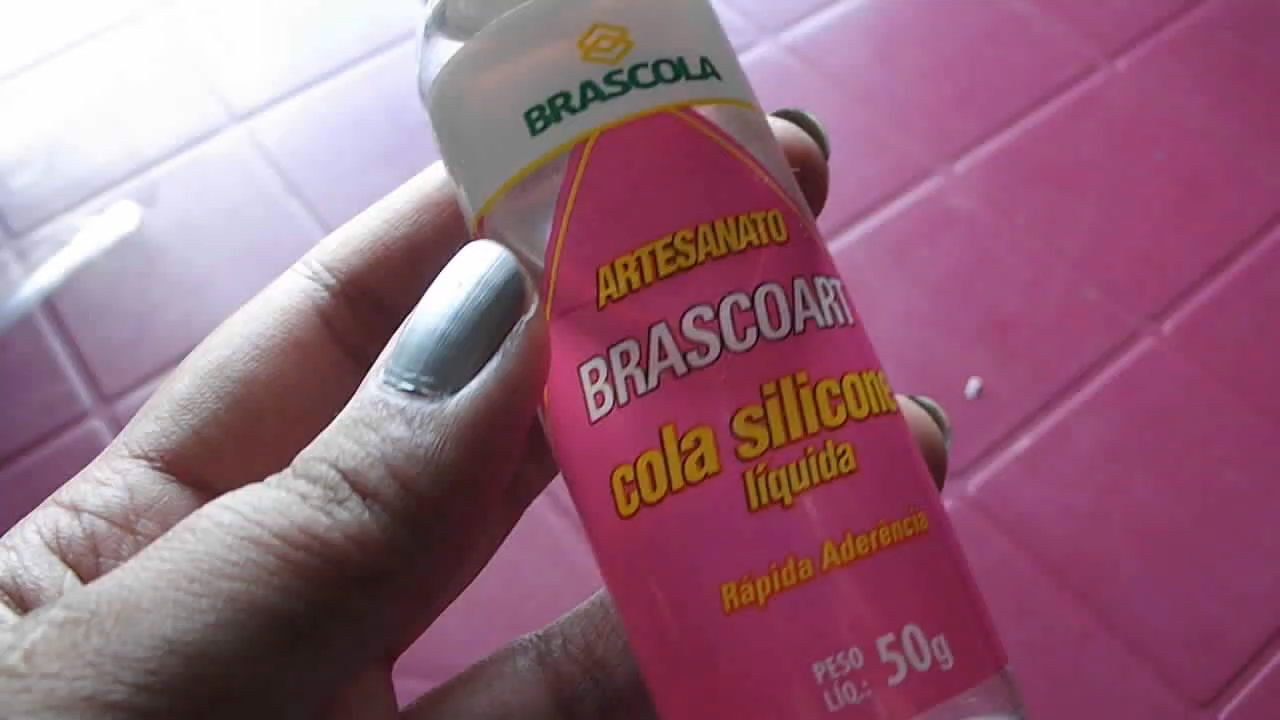 BRASCOLA
ARTESANATO
BRASCOART
cola silicone
líquida
Rápida Aderência
PESO
LÍQ.: 50g